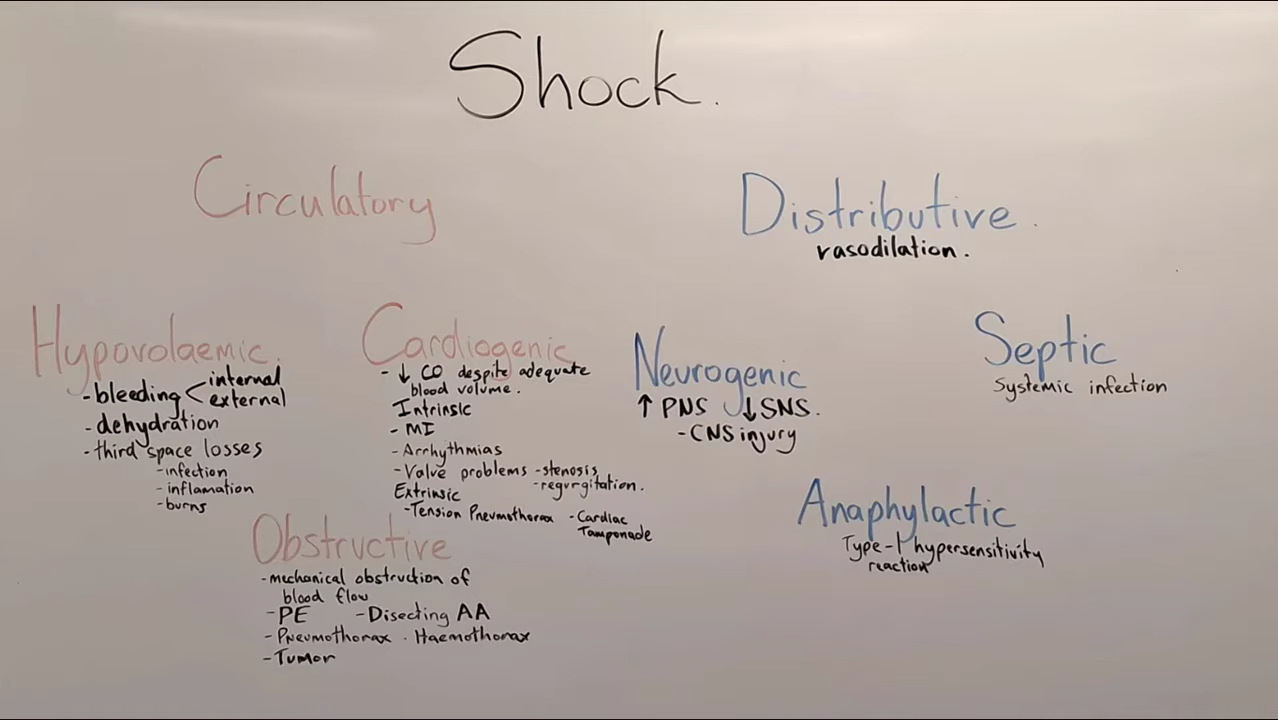 Shock.
Circulatory
Distributive.
vasodilation.
Hypovolaemic.
-bleeding < internal
external
-dehydration
-third space losses
-infection
-inflamation
-burns
Cardiogenic
- ↓ CO despite adequate
blood volume.
Intrinsic
- MI
-Arrhythmias
-Valve problems -stenosis
-regurgitation.
Extrinsic
-Tension Pneumothorax -Cardiac
Tamponade
Obstructive
-mechanical obstruction of
blood flow
-PE -Disecting AA
-Pneumothorax . Haemothorax
-Tumor
Neurogenic
↑ PNS ↓SNS.
-CNS injury
Septic
Systemic infection
Anaphylactic
Type-1 hypersensitivity
reaction